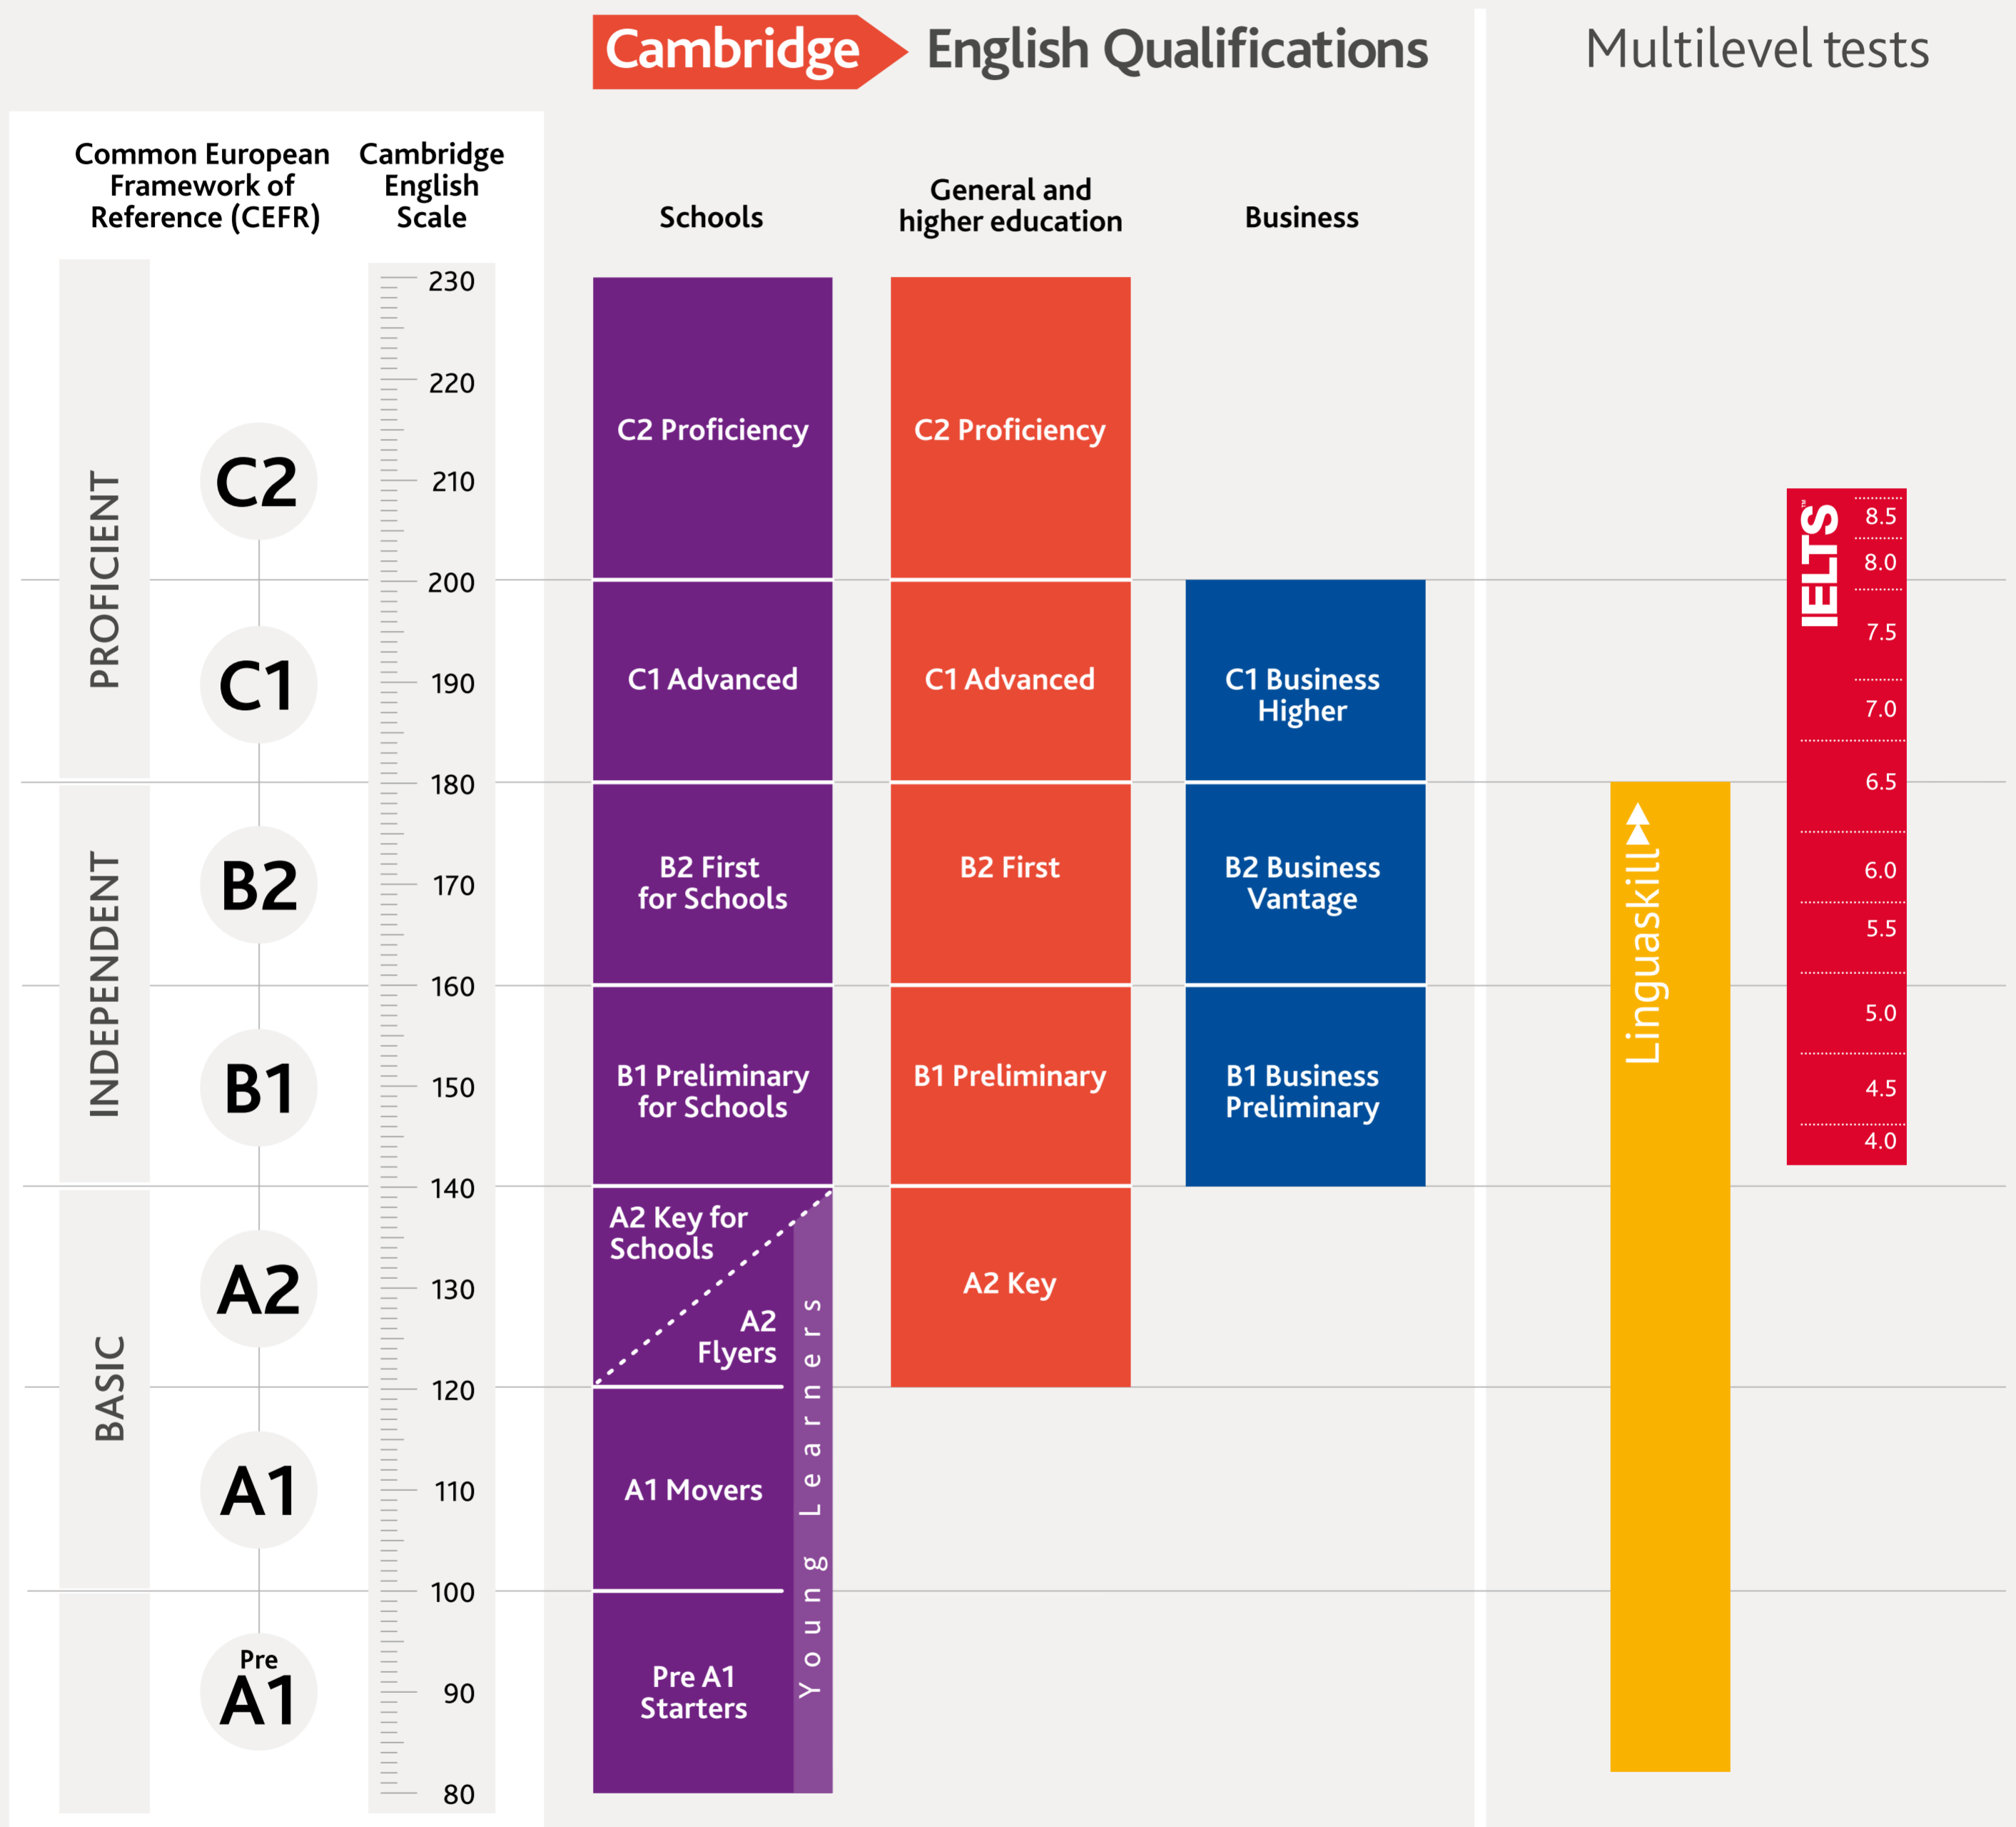 Cambridge English Qualifications
Multilevel tests
Common European
Framework of
Reference (CEFR)
Cambridge
English
Scale
Schools
General and
higher education
Business
PROFICIENT
INDEPENDENT
BASIC
C2
C1
B2
B1
A2
A1
Pre
A1
230
220
210
200
190
180
170
160
150
140
130
120
110
100
90
80
C2 Proficiency
C1 Advanced
B2 First
for Schools
B1 Preliminary
for Schools
A2 Key for
Schools
A2
Flyers
A1 Movers
Pre A1
Starters
Young Learners
C2 Proficiency
C1 Advanced
B2 First
B1 Preliminary
A2 Key
C1 Business
Higher
B2 Business
Vantage
B1 Business
Preliminary
Linguaskill
IELTS™
8.5
8.0
7.5
7.0
6.5
6.0
5.5
5.0
4.5
4.0